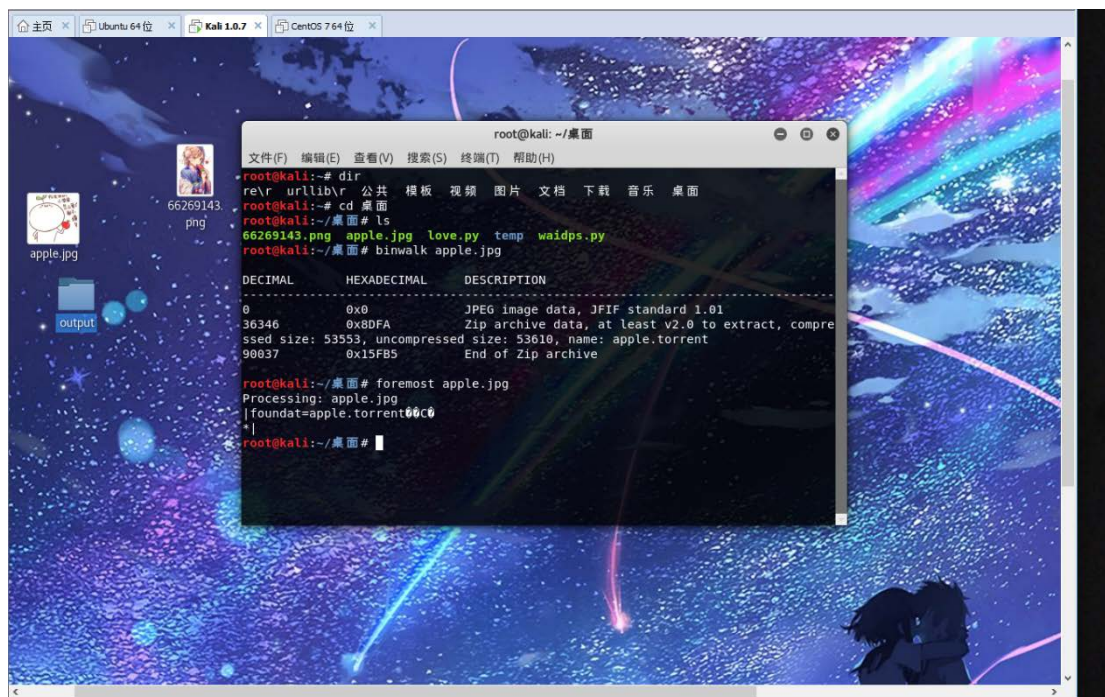 主页 × Ubuntu 64 位 × Kali 1.0.7 × CentOS 7 64 位 ×
root@kali: ~/桌面
文件(F) 编辑(E) 查看(V) 搜索(S) 终端(T) 帮助(H)
root@kali:~# dir
re\r urllib\r 公共 模板 视频 图片 文档 下载 音乐 桌面
root@kali:~# cd 桌面
root@kali:~/桌面# ls
66269143.png apple.jpg love.py temp waidps.py
root@kali:~/桌面# binwalk apple.jpg
DECIMAL HEXADECIMAL DESCRIPTION
--------------------------------------------------------------------------------
0 0x0 JPEG image data, JFIF standard 1.01
36346 0x8DFA Zip archive data, at least v2.0 to extract, compre
ssed size: 53553, uncompressed size: 53610, name: apple.torrent
90037 0x15FB5 End of Zip archive
root@kali:~/桌面# foremost apple.jpg
Processing: apple.jpg
|foundat=apple.torrent��C�
*|
root@kali:~/桌面#
66269143.
png
apple.jpg
output